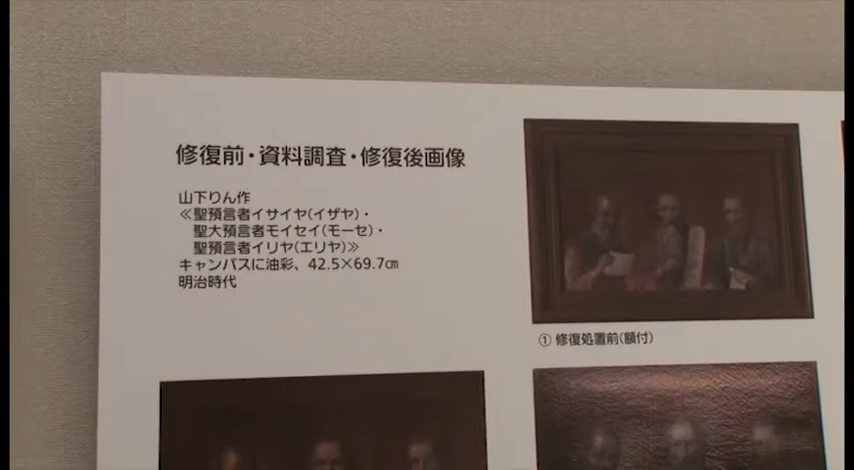 修復前・資料調査・修復後画像
山下りん作
≪聖預言者イサイヤ(イザヤ)・
聖大預言者モイセイ(モーセ)・
聖預言者イリヤ(エリヤ)≫
キャンバスに油彩、42.5×69.7㎝
明治時代
① 修復処置前(額付)